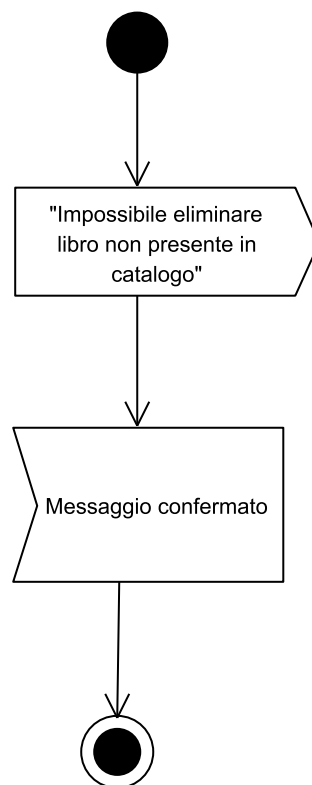 "Impossibile eliminare
libro non presente in
catalogo"
Messaggio confermato